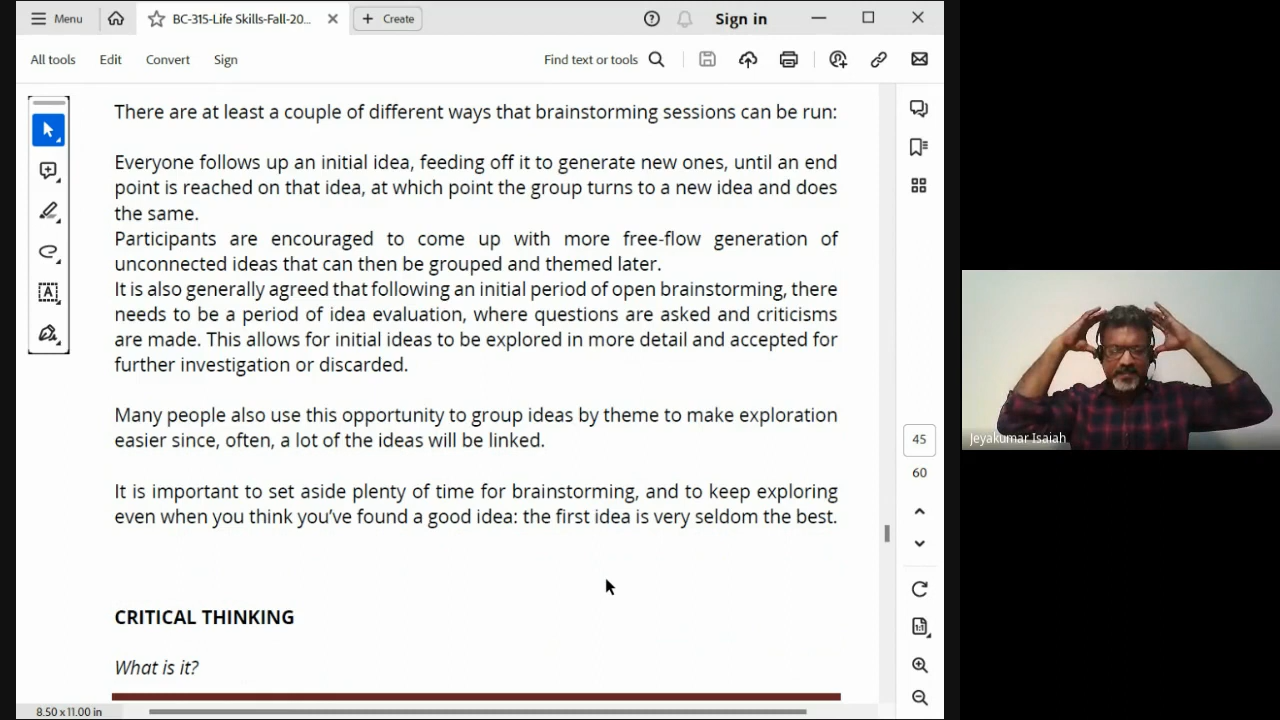 Menu
BC-315-Life Skills-Fall-20...
Create
Sign in
All tools
Edit
Convert
Sign
Find text or tools
There are at least a couple of different ways that brainstorming sessions can be run:
Everyone follows up an initial idea, feeding off it to generate new ones, until an end
point is reached on that idea, at which point the group turns to a new idea and does
the same.
Participants are encouraged to come up with more free-flow generation of
unconnected ideas that can then be grouped and themed later.
It is also generally agreed that following an initial period of open brainstorming, there
needs to be a period of idea evaluation, where questions are asked and criticisms
are made. This allows for initial ideas to be explored in more detail and accepted for
further investigation or discarded.
Many people also use this opportunity to group ideas by theme to make exploration
easier since, often, a lot of the ideas will be linked.
It is important to set aside plenty of time for brainstorming, and to keep exploring
even when you think you've found a good idea: the first idea is very seldom the best.
CRITICAL THINKING
What is it?
8.50 x 11.00 in
45
60
1:1
Jeyakumar Isaiah